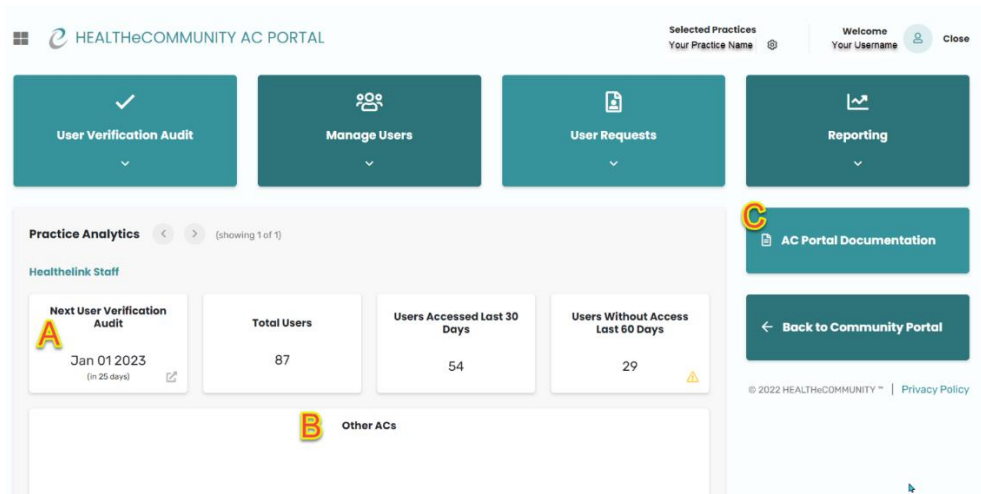 HEALTHeCOMMUNITY AC PORTAL
Selected Practices
Your Practice Name
Welcome
Your Username
Close
User Verification Audit
Manage Users
User Requests
Reporting
Practice Analytics
(showing 1 of 1)
Healthelink Staff
A
Next User Verification
Audit
Jan 01 2023
(in 25 days)
Total Users
87
Users Accessed Last 30
Days
54
Users Without Access
Last 60 Days
29
B
Other ACs
C
AC Portal Documentation
Back to Community Portal
© 2022 HEALTHeCOMMUNITY ™ | Privacy Policy